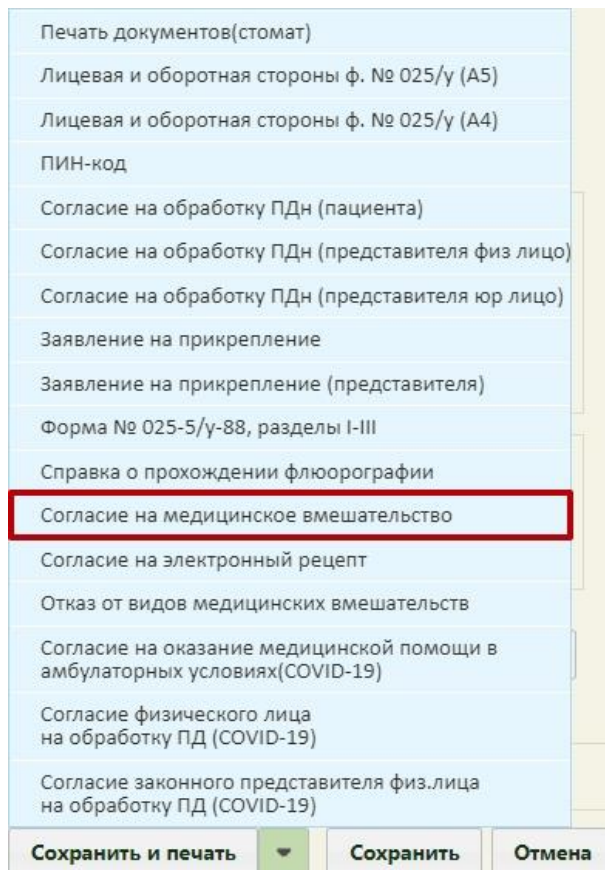 Печать документов(стомат)
Лицевая и оборотная стороны ф. № 025/у (А5)
Лицевая и оборотная стороны ф. № 025/у (А4)
ПИН-код
Согласие на обработку ПДн (пациента)
Согласие на обработку ПДн (представителя физ лицо)
Согласие на обработку ПДн (представителя юр лицо)
Заявление на прикрепление
Заявление на прикрепление (представителя)
Форма № 025-5/у-88, разделы I-III
Справка о прохождении флюорографии
Согласие на медицинское вмешательство
Согласие на электронный рецепт
Отказ от видов медицинских вмешательств
Согласие на оказание медицинской помощи в
амбулаторных условиях(COVID-19)
Согласие физического лица
на обработку ПД (COVID-19)
Согласие законного представителя физ.лица
на обработку ПД (COVID-19)
Сохранить и печать Сохранить Отмена